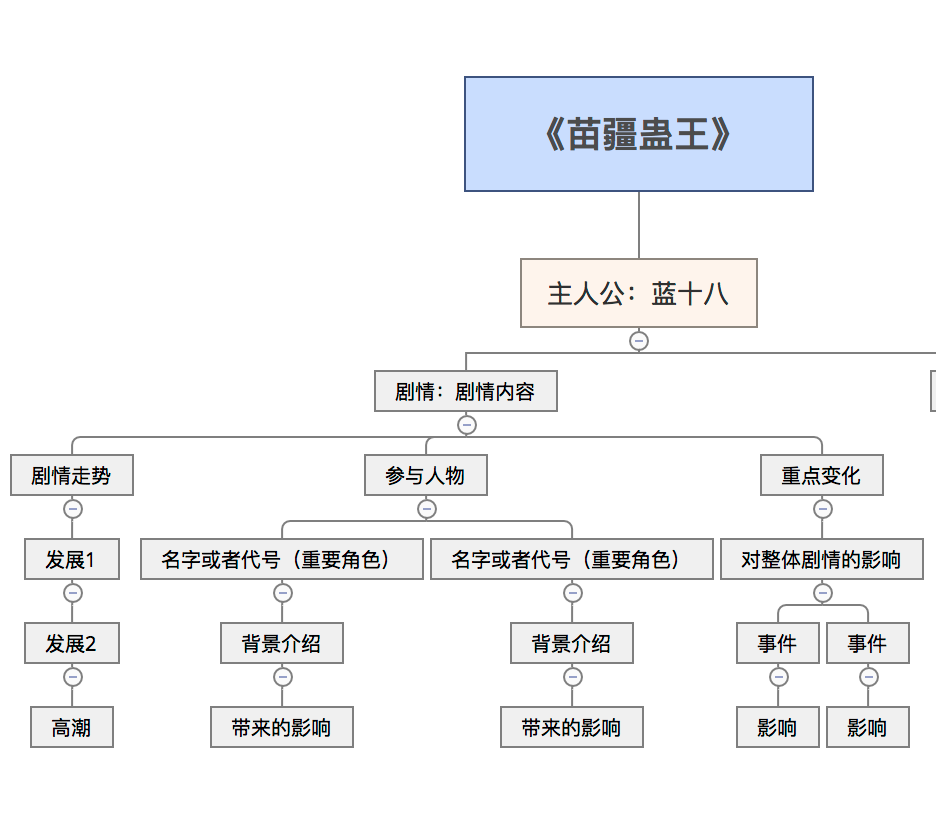 《苗疆蛊王》
主人公：蓝十八
剧情：剧情内容
剧情走势
参与人物
重点变化
发展1
名字或者代号（重要角色）
名字或者代号（重要角色）
对整体剧情的影响
发展2
背景介绍
背景介绍
事件
事件
高潮
带来的影响
带来的影响
影响
影响